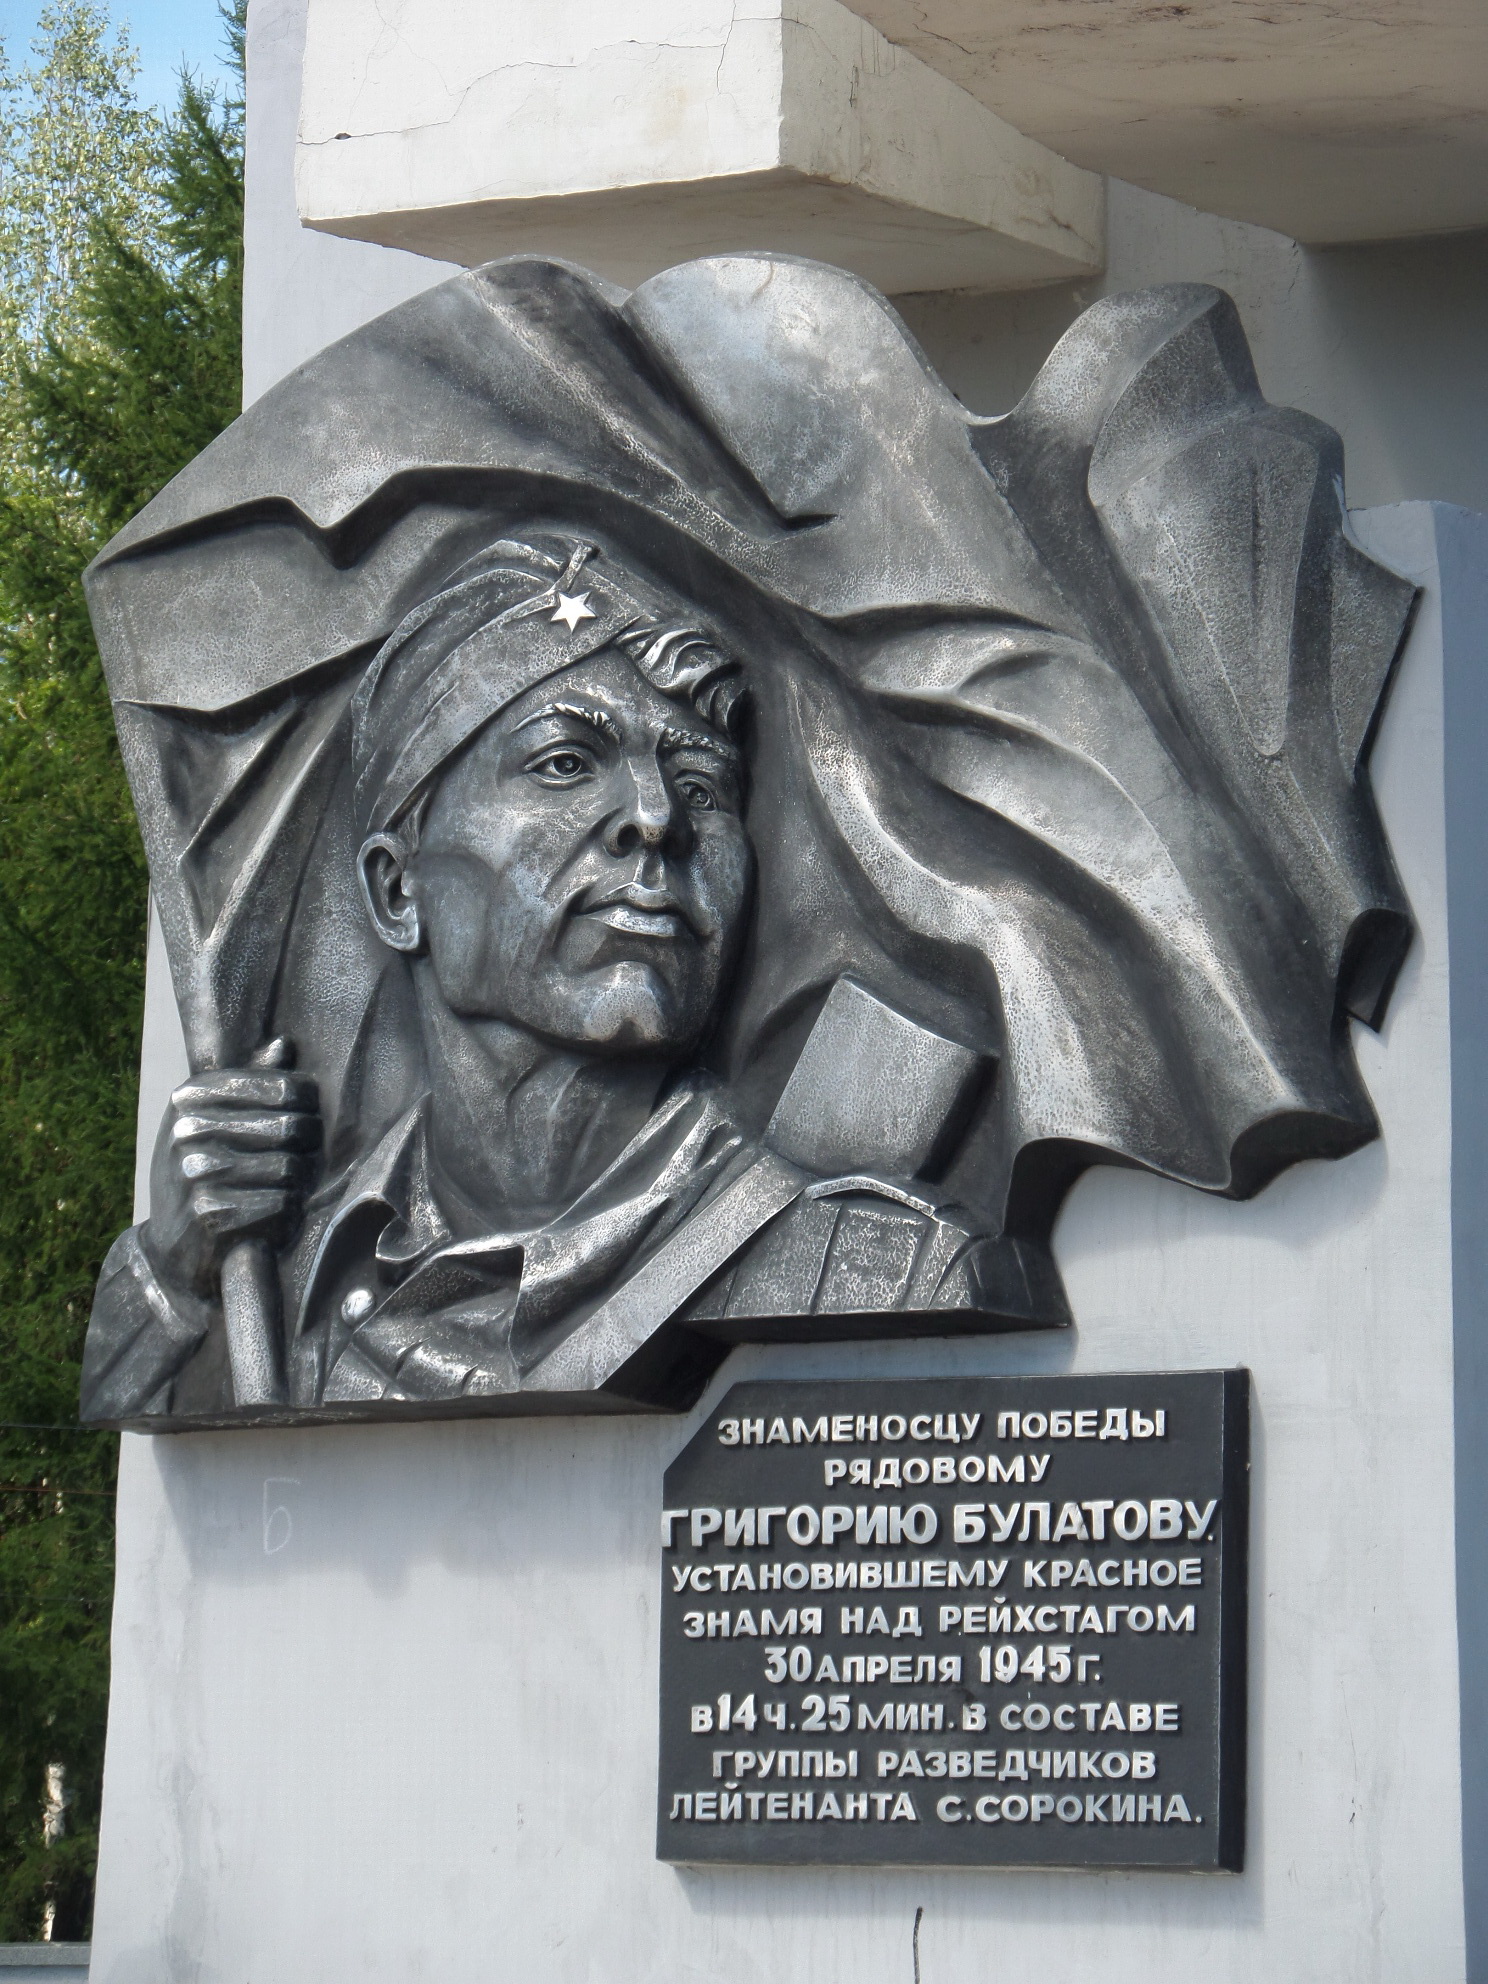 ЗНАМЕНОСЦУ ПОБЕДЫ
РЯДОВОМУ
ГРИГОРИЮ БУЛАТОВУ,
УСТАНОВИВШЕМУ КРАСНОЕ
ЗНАМЯ НАД РЕЙХСТАГОМ
30 АПРЕЛЯ 1945 Г.
В 14 Ч. 25 МИН. В СОСТАВЕ
ГРУППЫ РАЗВЕДЧИКОВ
ЛЕЙТЕНАНТА С. СОРОКИНА.
Б